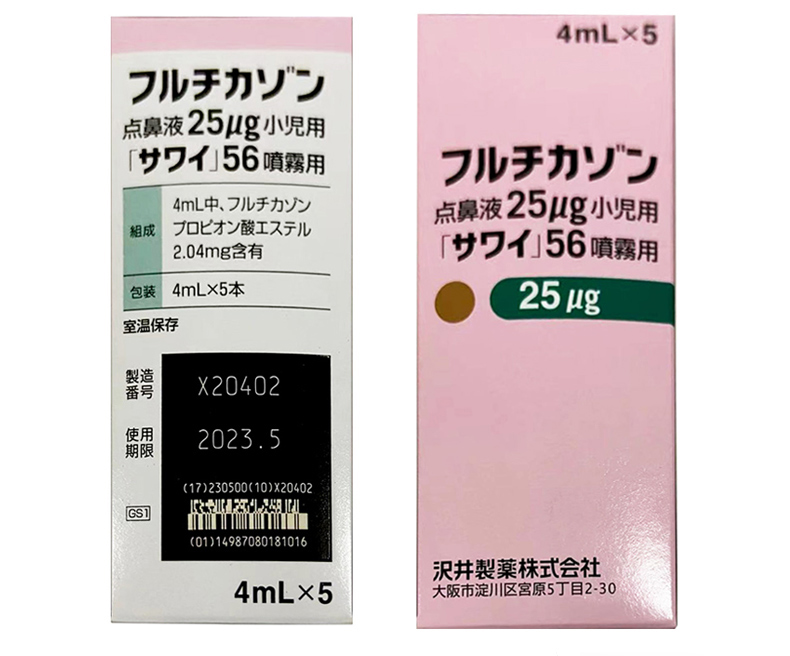 フルチカゾン
点鼻液25μg小児用
「サワイ」56噴霧用
組成
4mL中、フルチカゾン
プロピオン酸エステル
2.04mg含有
包装
4mL×5本
室温保存
製造
番号
X20402
使用
期限
2023.5
(17)230500(10)X20402
GS1
(01)14987080181016
4mL×5
4mL×5
フルチカゾン
点鼻液25μg小児用
「サワイ」56噴霧用
25μg
沢井製薬株式会社
大阪市淀川区宮原5丁目2-30